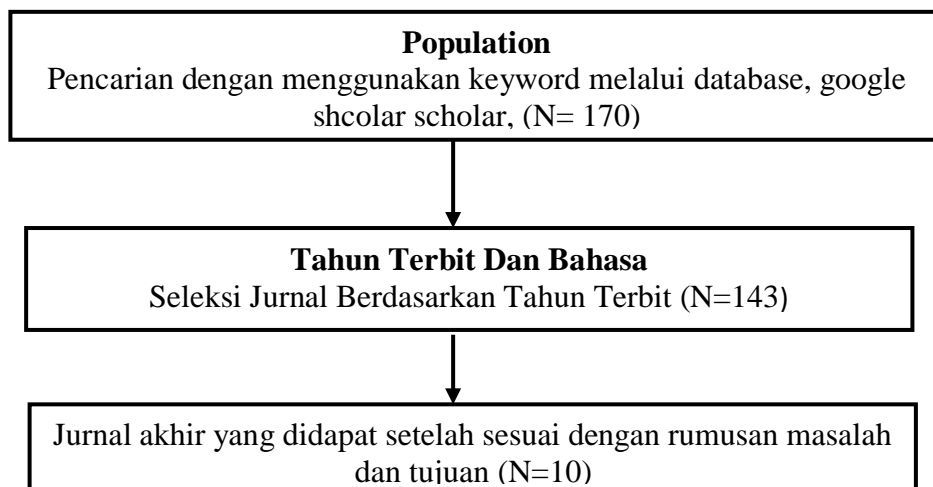 Population
Pencarian dengan menggunakan keyword melalui database, google
shcolar scholar, (N= 170)
Tahun Terbit Dan Bahasa
Seleksi Jurnal Berdasarkan Tahun Terbit (N=143)
Jurnal akhir yang didapat setelah sesuai dengan rumusan masalah
dan tujuan (N=10)